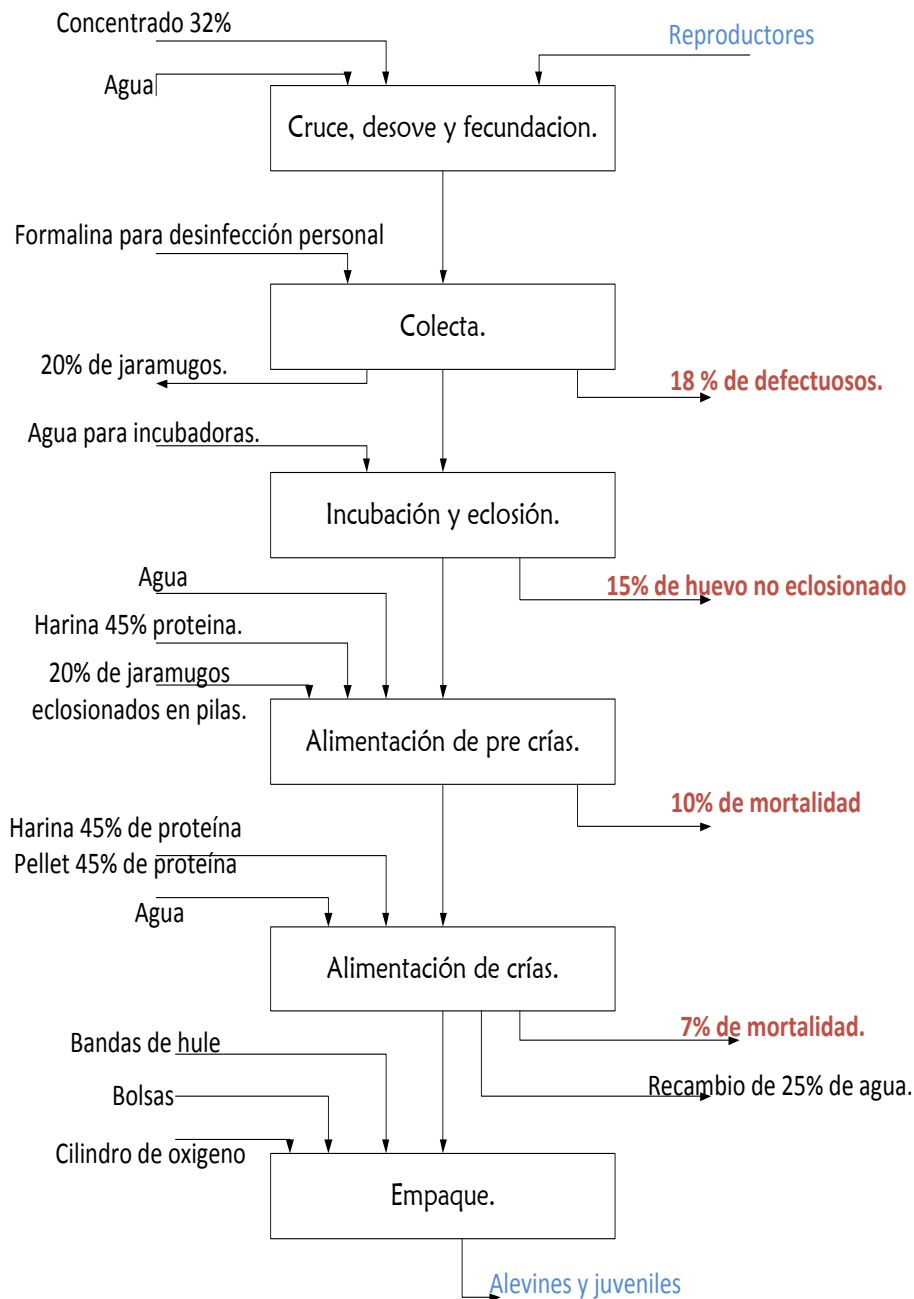 Concentrado 32%
Reproductores
Agua
Cruce, desove y fecundacion.
Formalina para desinfección personal
Colecta.
20% de jaramugos.
18 % de defectuosos.
Agua para incubadoras.
Incubación y eclosión.
Agua
15% de huevo no eclosionado
Harina 45% proteina.
20% de jaramugos
eclosionados en pilas.
Alimentación de pre crías.
10% de mortalidad
Harina 45% de proteína
Pellet 45% de proteína
Agua
Alimentación de crías.
7% de mortalidad.
Bandas de hule
Recambio de 25% de agua.
Bolsas
Cilindro de oxigeno
Empaque.
Alevines y juveniles